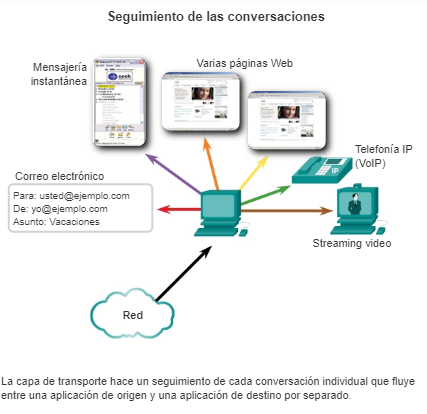 Seguimiento de las conversaciones
Mensajería
instantánea
Varias páginas Web
Telefonía IP
(VoIP)
IP
Correo electrónico
Para: usted@ejemplo.com
De: yo@ejemplo.com
Asunto: Vacaciones
Streaming video
Red
La capa de transporte hace un seguimiento de cada conversación individual que fluye
entre una aplicación de origen y una aplicación de destino por separado.